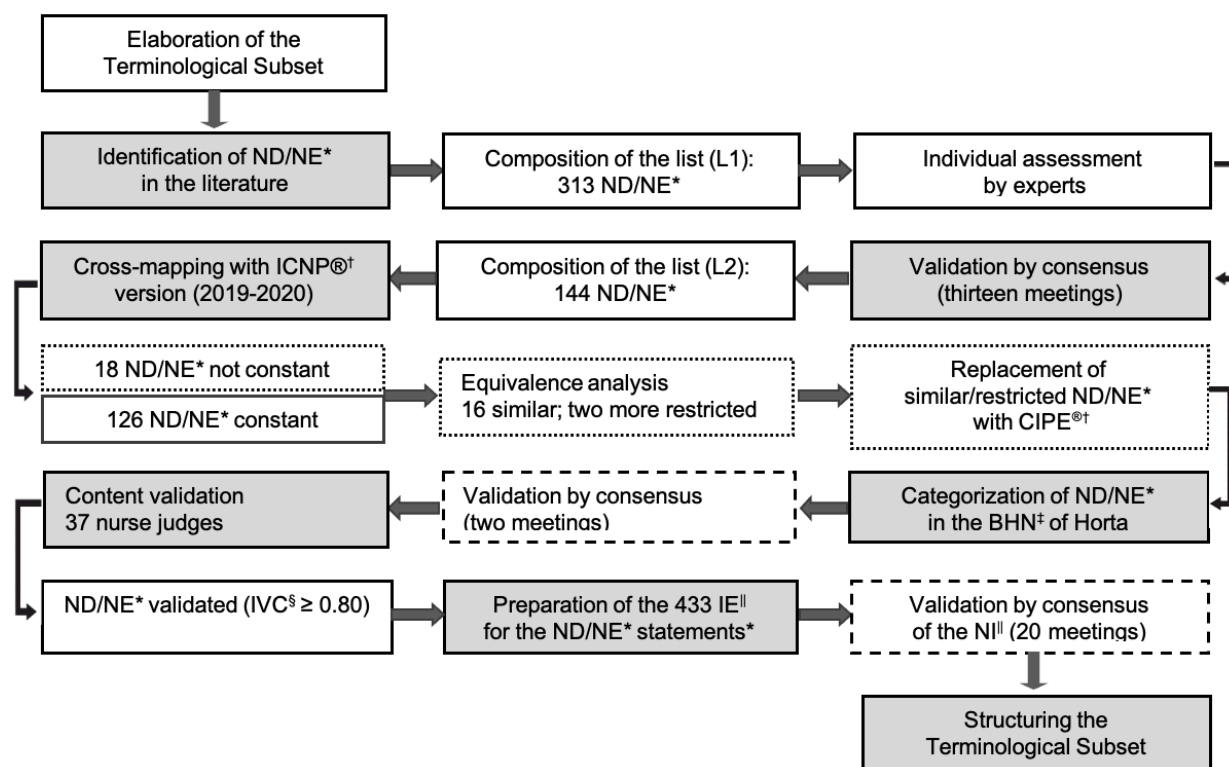 Elaboration of the
Terminological Subset
Identification of ND/NE*
in the literature
Composition of the list (L1):
313 ND/NE*
Individual assessment
by experts
Cross-mapping with ICNP®†
version (2019-2020)
Composition of the list (L2):
144 ND/NE*
Validation by consensus
(thirteen meetings)
18 ND/NE* not constant
126 ND/NE* constant
Equivalence analysis
16 similar; two more restricted
Replacement of
similar/restricted ND/NE*
with CIPE®†
Content validation
37 nurse judges
Validation by consensus
(two meetings)
Categorization of ND/NE*
in the BHN‡ of Horta
ND/NE* validated (IVC§ ≥ 0.80)
Preparation of the 433 IE‖
for the ND/NE* statements*
Validation by consensus
of the NI‖ (20 meetings)
Structuring the
Terminological Subset